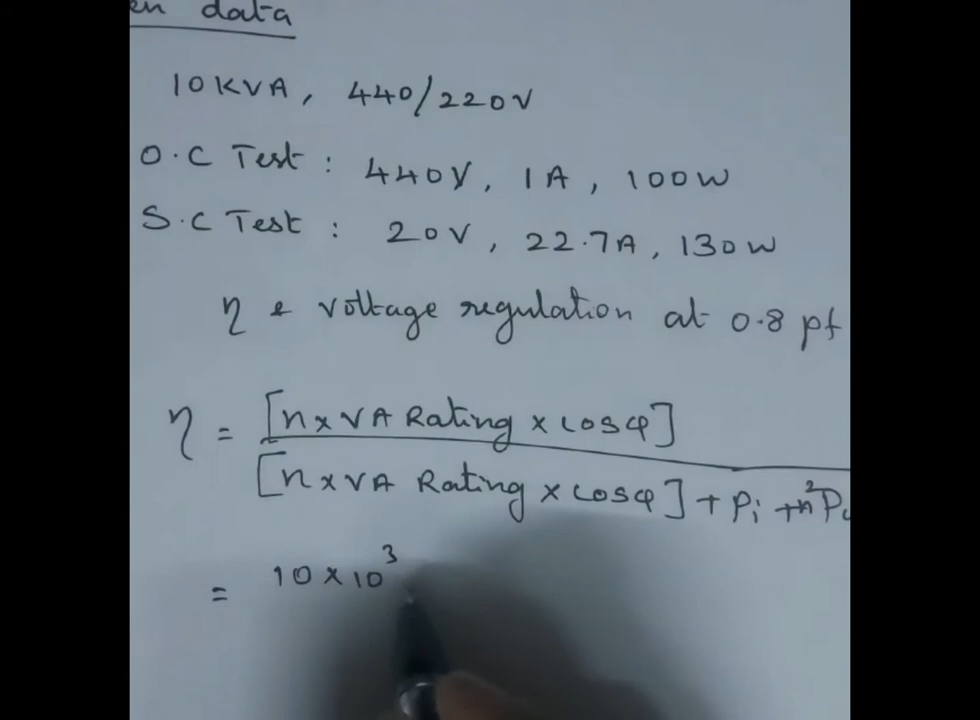 en data
10KVA, 440/220V
O.C Test : 440V, 1A, 100W
S.C Test : 20V, 22.7A, 130W
η & voltage regulation at 0.8 pf
η = [n x VA Rating x cosφ]
[n x VA Rating x cosφ] + Pi + n²Pc
= 10 x 10³